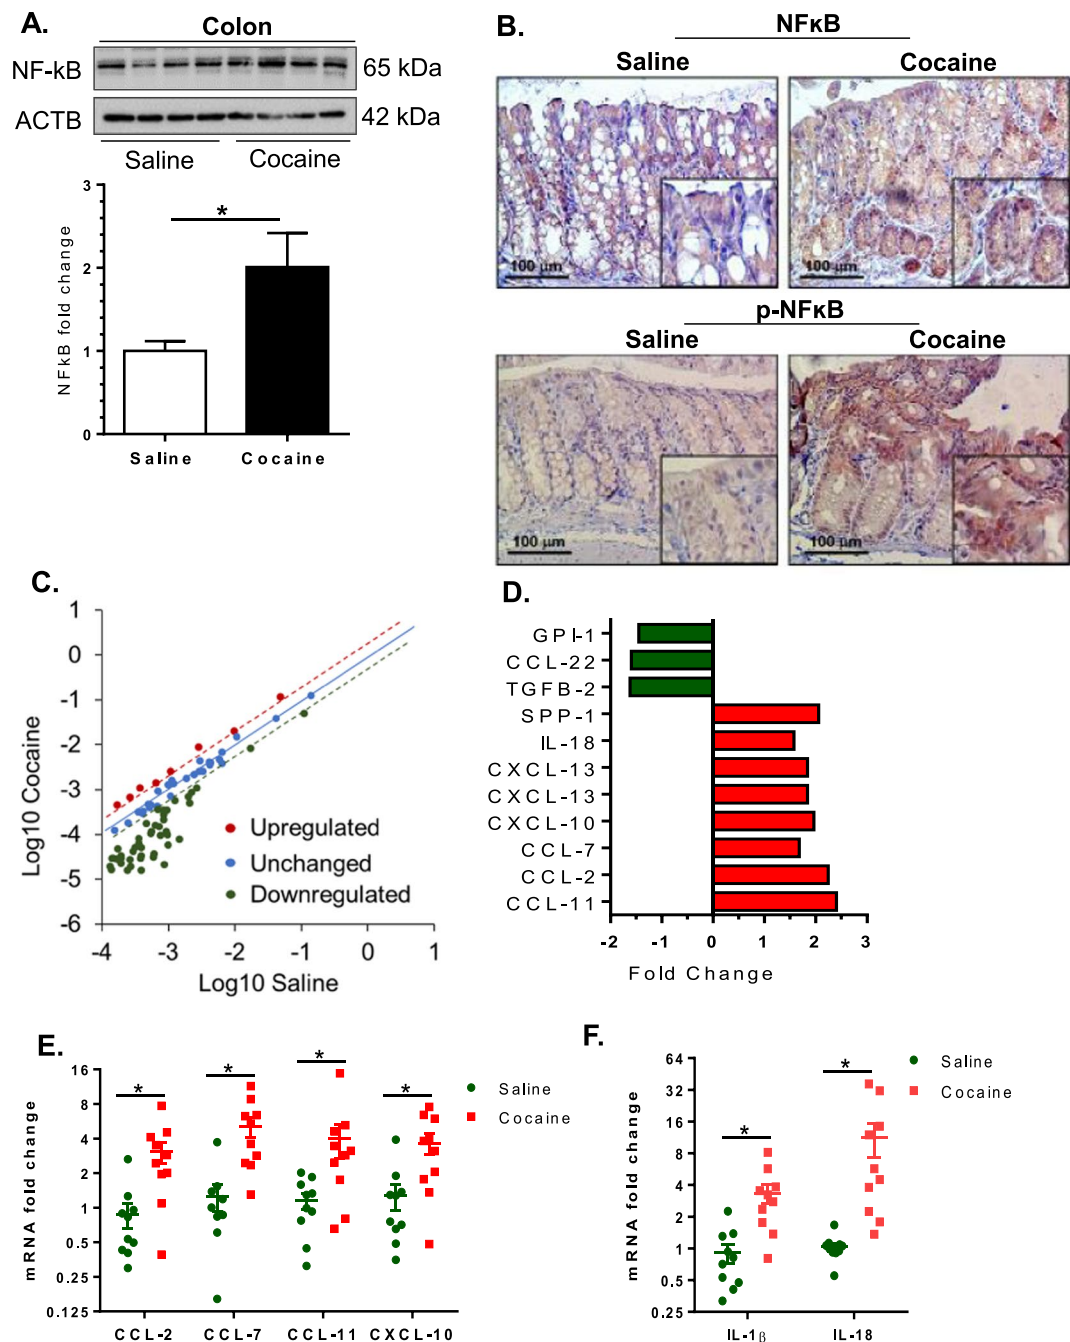 A.
Colon
NF-kB
65 kDa
ACTB
42 kDa
Saline
Cocaine
3
2
1
0
NFkB fold change
*
Saline
Cocaine
B.
NFκB
Saline
Cocaine
100 μm
100 μm
p-NFκB
Saline
Cocaine
100 μm
100 μm
C.
1
0
-1
-2
-3
-4
-5
-6
Log10 Cocaine
Upregulated
Unchanged
Downregulated
-4 -3 -2 -1 0 1
Log10 Saline
D.
GPI-1
CCL-22
TGFB-2
SPP-1
IL-18
CXCL-13
CXCL-13
CXCL-10
CCL-7
CCL-2
CCL-11
-2 -1 0 1 2 3
Fold Change
E.
16
8
4
2
1
0.5
0.25
0.125
mRNA fold change
* * * *
Saline
Cocaine
CCL-2 CCL-7 CCL-11 CXCL-10
F.
64
32
16
8
4
2
1
0.5
0.25
mRNA fold change
* *
Saline
Cocaine
IL-1β IL-18